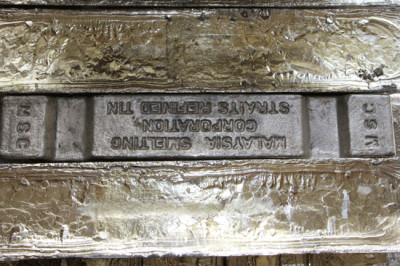 MSC
MALAYSIA SMELTING
CORPORATION
STRAITS REFINED TIN
MSC